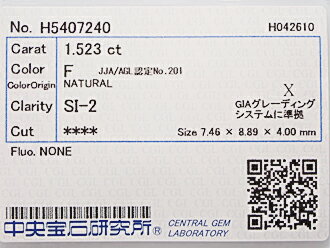 No. H5407240 H042610
Carat 1.523 ct
Color F JJA/AGL認定No.201
ColorOrigin NATURAL X
Clarity SI-2 GIAグレーディング
システムに準拠
Cut **** Size 7.46 × 8.89 × 4.00 mm
Fluo. NONE
中央宝石研究所 CENTRAL GEM
LABORATORY